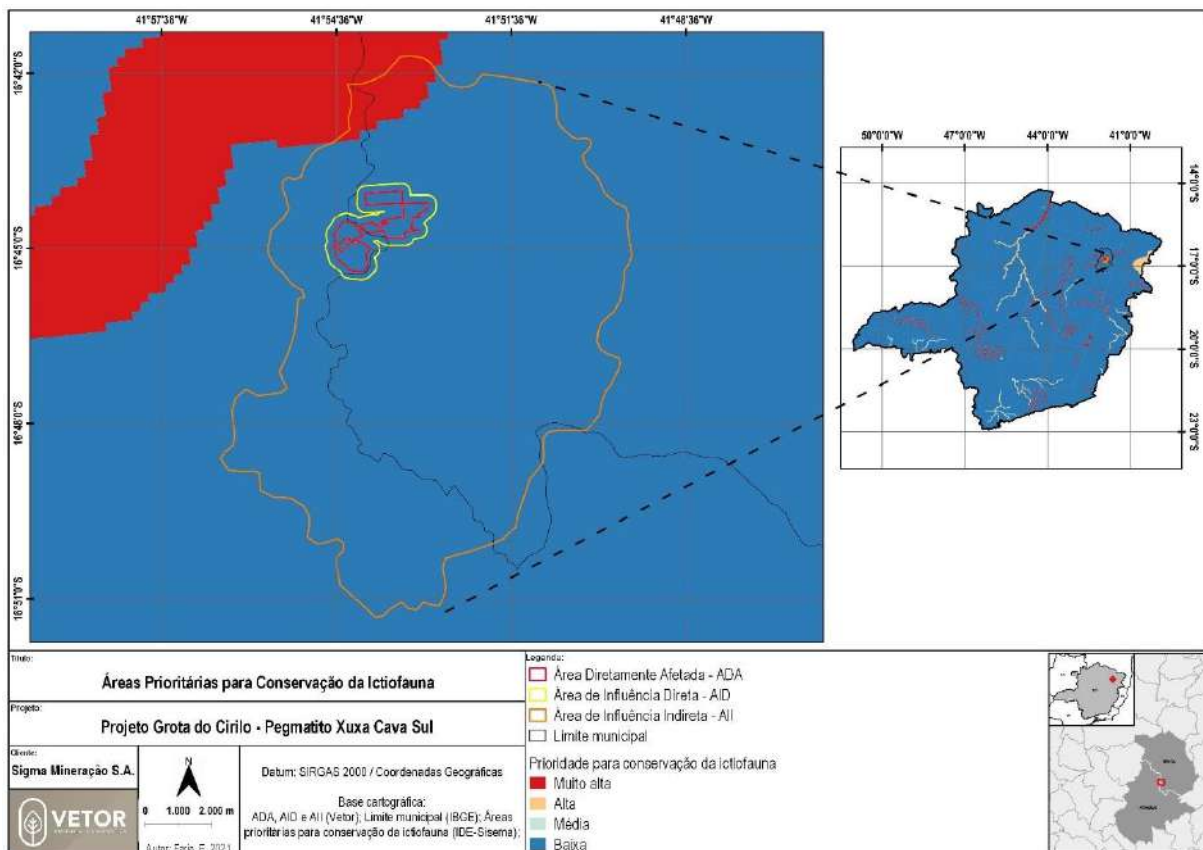 41°57'36"W 41°54'36"W 41°51'36"W 41°48'36"W
16°42'0"S
16°45'0"S
16°48'0"S
16°51'0"S
50°0'0"W 47°0'0"W 44°0'0"W 41°0'0"W
14°0'0"S
17°0'0"S
20°0'0"S
23°0'0"S
Título:
Áreas Prioritárias para Conservação da Ictiofauna
Projeto:
Projeto Grota do Cirilo - Pegmatito Xuxa Cava Sul
Cliente:
Sigma Mineração S.A.
VETOR
N
0 1.000 2.000 m
Autor: Faria, F. 2021
Datum: SIRGAS 2000 / Coordenadas Geográficas
Base cartográfica:
ADA, AID e AII (Vetor); Limite municipal (IBGE); Áreas
prioritárias para conservação da ictiofauna (IDE-Sisema);
Legenda:
Área Diretamente Afetada - ADA
Área de Influência Direta - AID
Área de Influência Indireta - AII
Limite municipal
Prioridade para conservação da ictiofauna
Muito alta
Alta
Média
Baixa